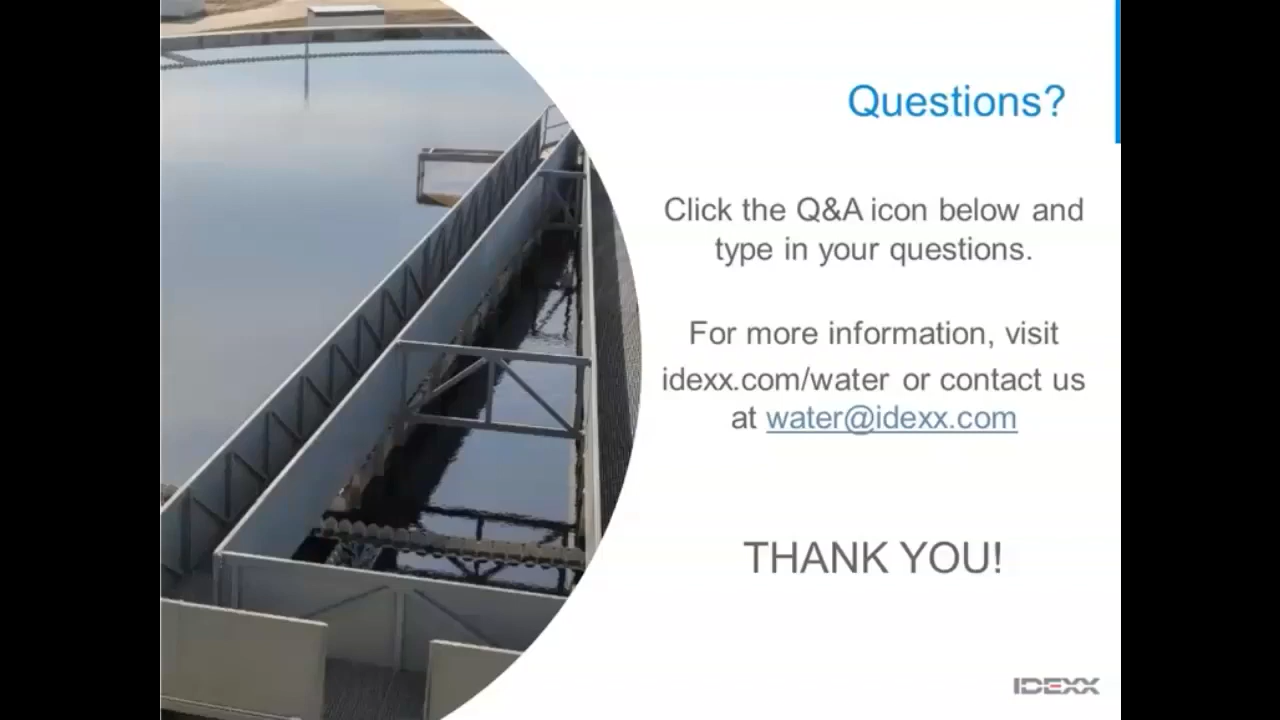 Questions?
Click the Q&A icon below and
type in your questions.
For more information, visit
idexx.com/water or contact us
at water@idexx.com
THANK YOU!
IDEXX